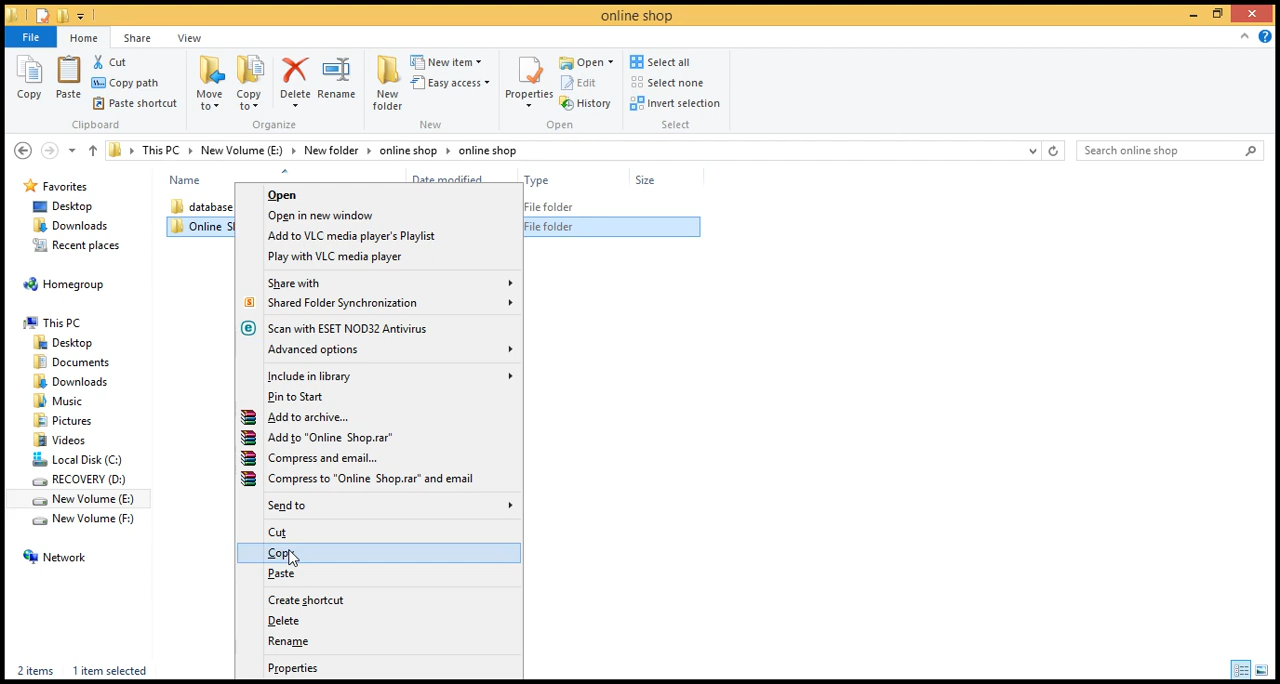 online shop
File
Home
Share
View
Copy
Paste
Cut
Copy path
Paste shortcut
Clipboard
Move to
Copy to
Delete
Rename
Organize
New folder
New item
Easy access
New
Properties
Open
Edit
History
Open
Select all
Select none
Invert selection
Select
This PC
New Volume (E:)
New folder
online shop
online shop
Search online shop
Name
Date modified
Type
Size
database
File folder
Online
File folder
Favorites
Desktop
Downloads
Recent places
Homegroup
This PC
Desktop
Documents
Downloads
Music
Pictures
Videos
Local Disk (C:)
RECOVERY (D:)
New Volume (E:)
New Volume (F:)
Network
Open
Open in new window
Add to VLC media player's Playlist
Play with VLC media player
Share with
Shared Folder Synchronization
Scan with ESET NOD32 Antivirus
Advanced options
Include in library
Pin to Start
Add to archive...
Add to "Online Shop.rar"
Compress and email...
Compress to "Online Shop.rar" and email
Send to
Cut
Copy
Paste
Create shortcut
Delete
Rename
Properties
2 items
1 item selected